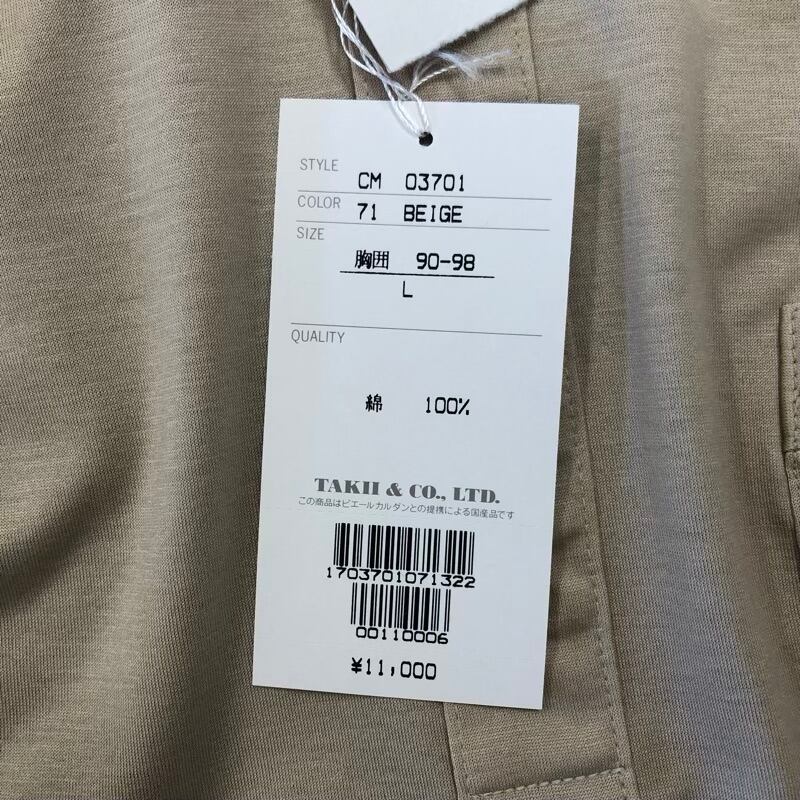 STYLE CM 03701
COLOR 71 BEIGE
SIZE
胸囲 90-98
L
QUALITY
綿 100%
TAKII & CO., LTD.
この商品はピエールカルダンとの提携による国産品です
1703701071322
00110006
¥11,000